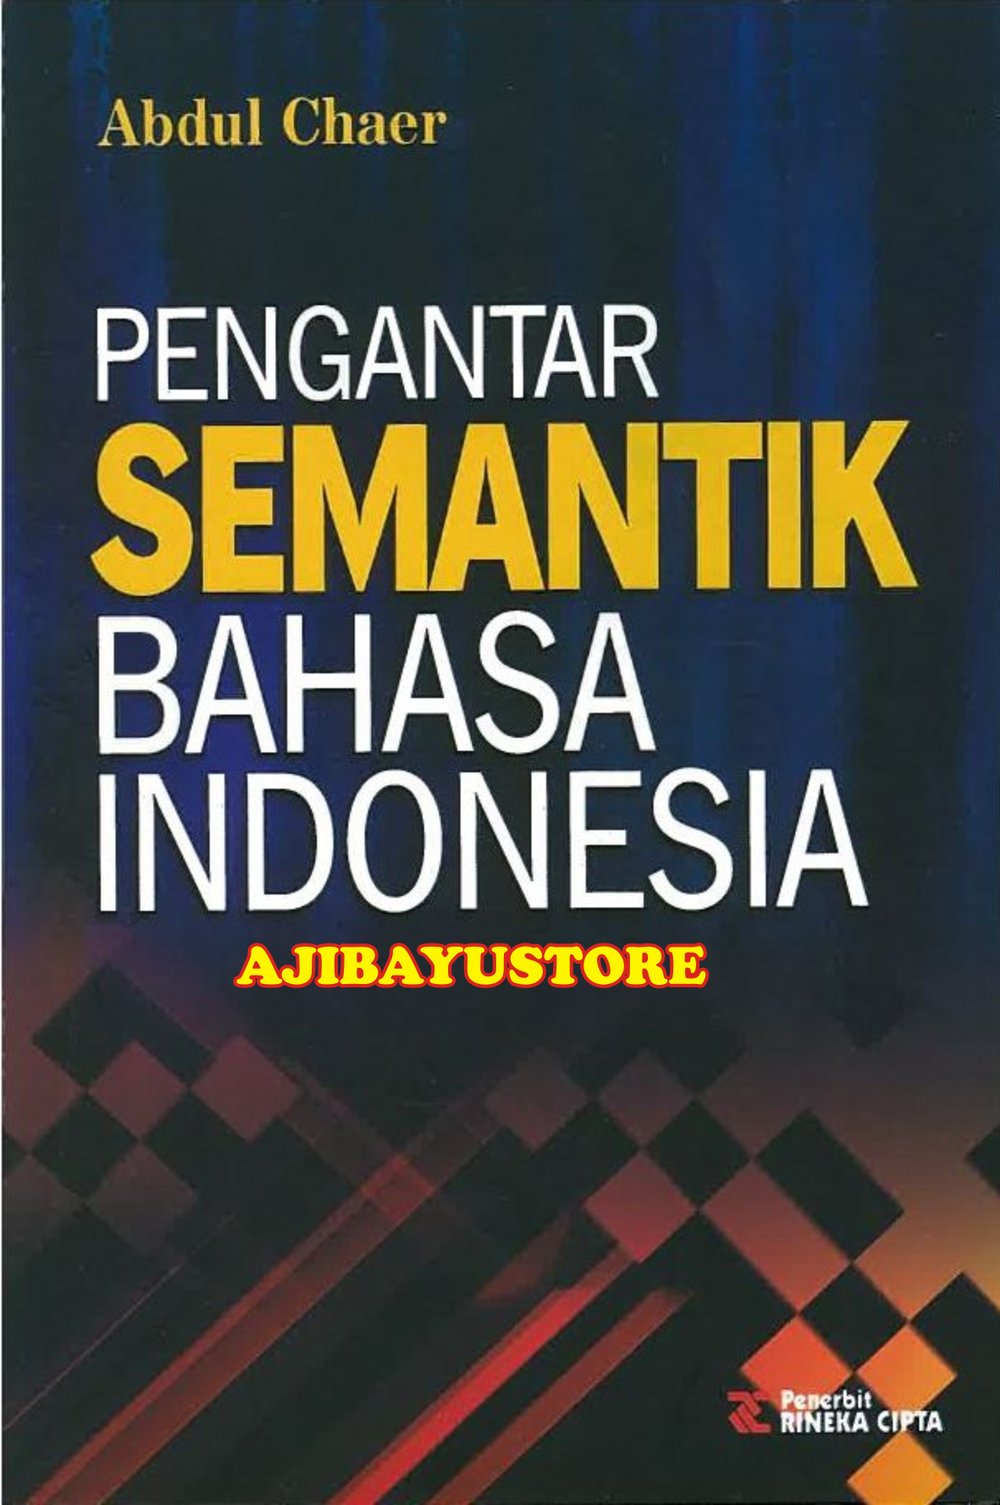 Abdul Chaer
PENGANTAR
SEMANTIK
BAHASA
INDONESIA
AJIBAYUSTORE
Penerbit
RINEKA CIPTA